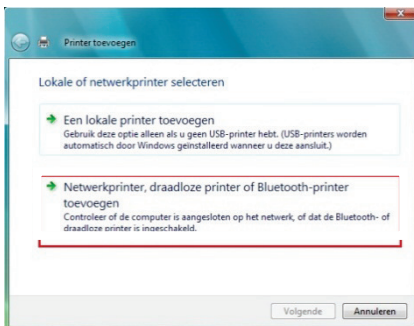 Printer toevoegen
Lokale of netwerkprinter selecteren
Een lokale printer toevoegen
Gebruik deze optie alleen als u geen USB-printer hebt. (USB-printers worden
automatisch door Windows geïnstalleerd wanneer u deze aansluit.)
Netwerkprinter, draadloze printer of Bluetooth-printer
toevoegen
Controleer of de computer is aangesloten op het netwerk, of dat de Bluetooth- of
draadloze printer is ingeschakeld.
Volgende
Annuleren